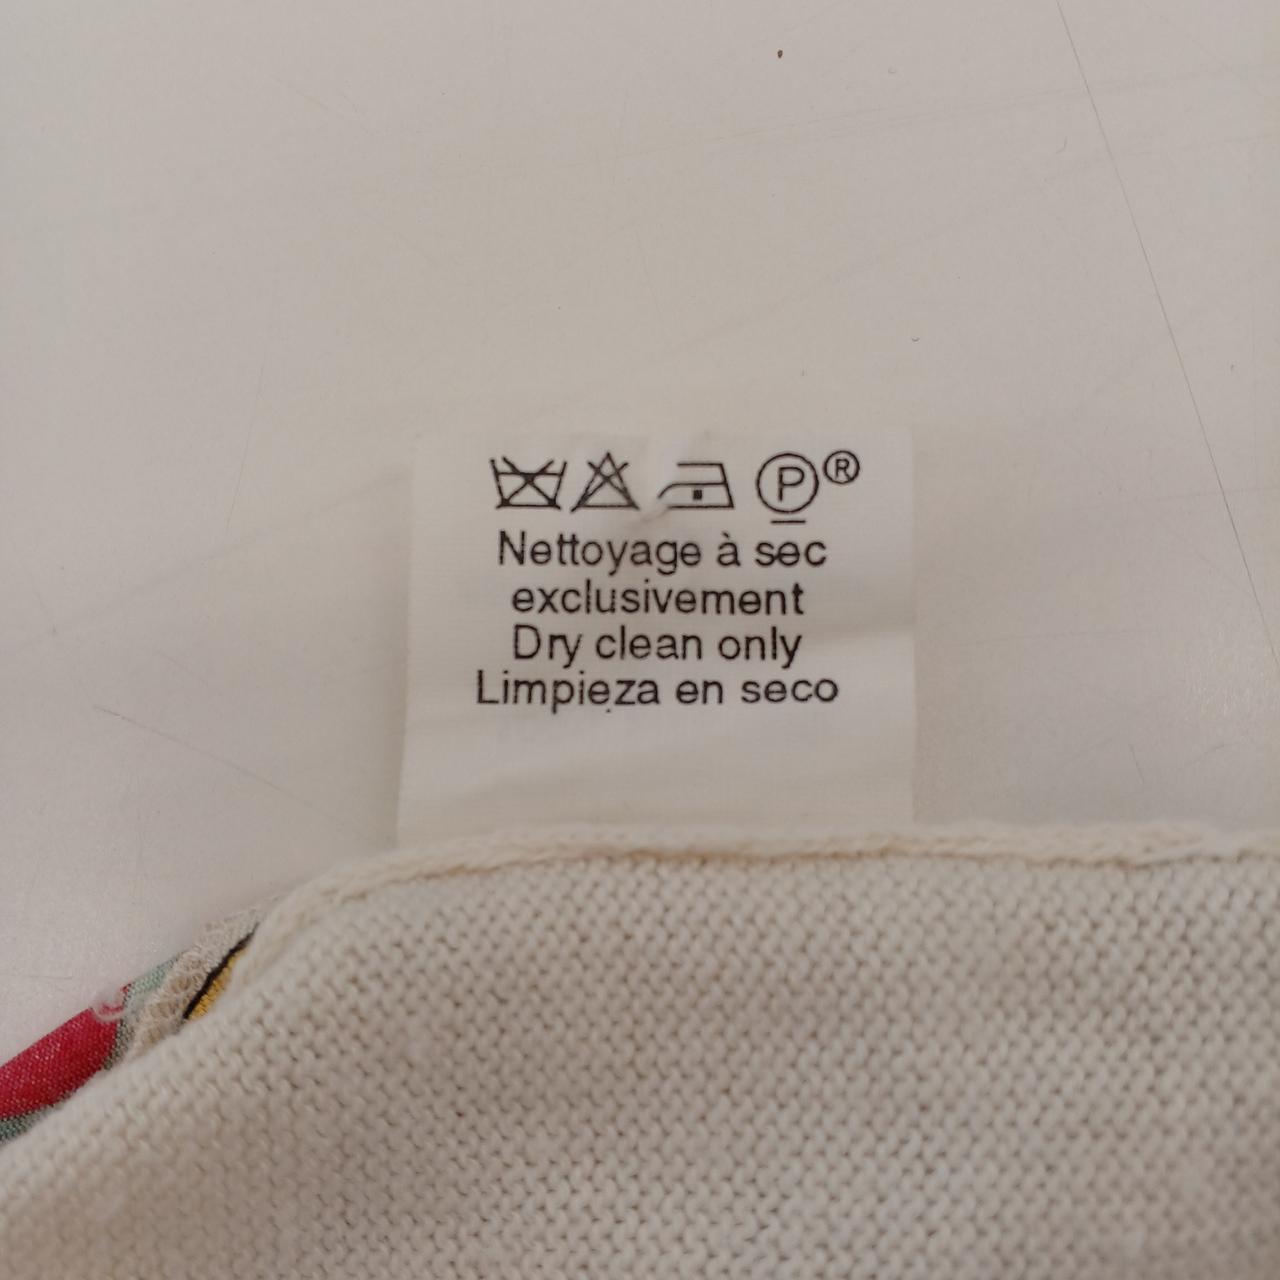 P ®
Nettoyage à sec
exclusivement
Dry clean only
Limpieza en seco